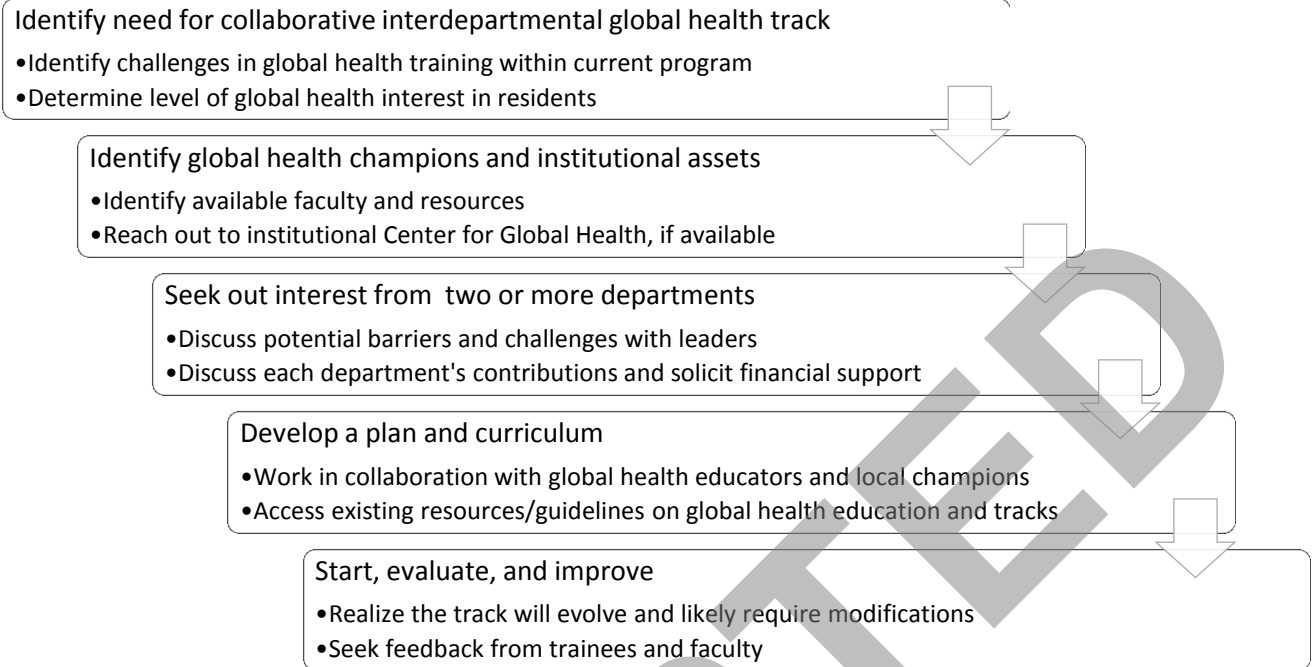 Identify need for collaborative interdepartmental global health track
•Identify challenges in global health training within current program
•Determine level of global health interest in residents
Identify global health champions and institutional assets
•Identify available faculty and resources
•Reach out to institutional Center for Global Health, if available
Seek out interest from  two or more departments
•Discuss potential barriers and challenges with leaders
•Discuss each department's contributions and solicit financial support
Develop a plan and curriculum
•Work in collaboration with global health educators and local champions
•Access existing resources/guidelines on global health education and tracks
Start, evaluate, and improve
•Realize the track will evolve and likely require modifications
•Seek feedback from trainees and faculty
TED